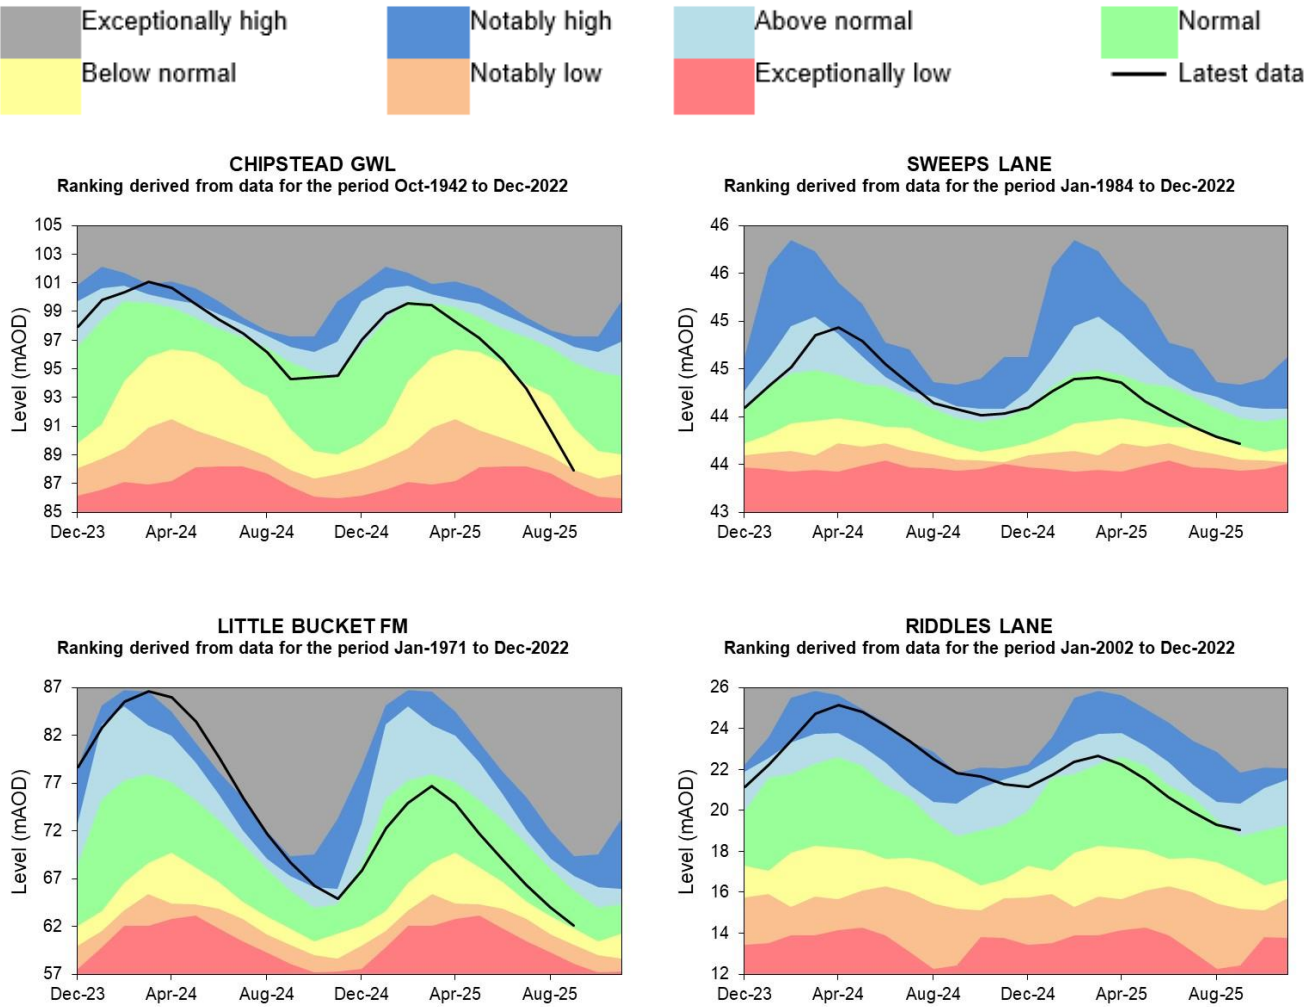 Exceptionally high Notably high Above normal Normal
Below normal Notably low Exceptionally low Latest data
CHIPSTEAD GWL
Ranking derived from data for the period Oct-1942 to Dec-2022
105
103
101
99
97
95
93
91
89
87
85
Level (mAOD)
Dec-23 Apr-24 Aug-24 Dec-24 Apr-25 Aug-25
SWEEPS LANE
Ranking derived from data for the period Jan-1984 to Dec-2022
46
46
45
45
44
44
43
Level (mAOD)
Dec-23 Apr-24 Aug-24 Dec-24 Apr-25 Aug-25
LITTLE BUCKET FM
Ranking derived from data for the period Jan-1971 to Dec-2022
87
82
77
72
67
62
57
Level (mAOD)
Dec-23 Apr-24 Aug-24 Dec-24 Apr-25 Aug-25
RIDDLES LANE
Ranking derived from data for the period Jan-2002 to Dec-2022
26
24
22
20
18
16
14
12
Level (mAOD)
Dec-23 Apr-24 Aug-24 Dec-24 Apr-25 Aug-25